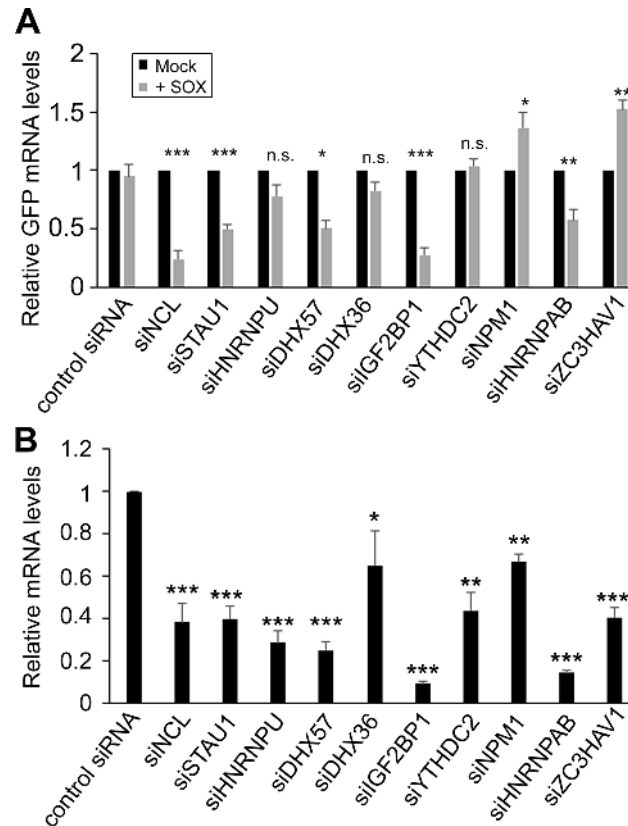 A
Relative GFP mRNA levels
2
1.5
1
0.5
0
Mock
+ SOX
*** *** n.s. * n.s. *** n.s. * ** **
control siRNA
siNCL
siSTAU1
siHNRNPU
siDHX57
siDHX36
siIGF2BP1
siYTHDC2
siNPM1
siHNRNPAB
siZC3HAV1
B
Relative mRNA levels
1.2
1
0.8
0.6
0.4
0.2
0
*** *** *** *** * *** ** ** *** ***
control siRNA
siNCL
siSTAU1
siHNRNPU
siDHX57
siDHX36
siIGF2BP1
siYTHDC2
siNPM1
siHNRNPAB
siZC3HAV1